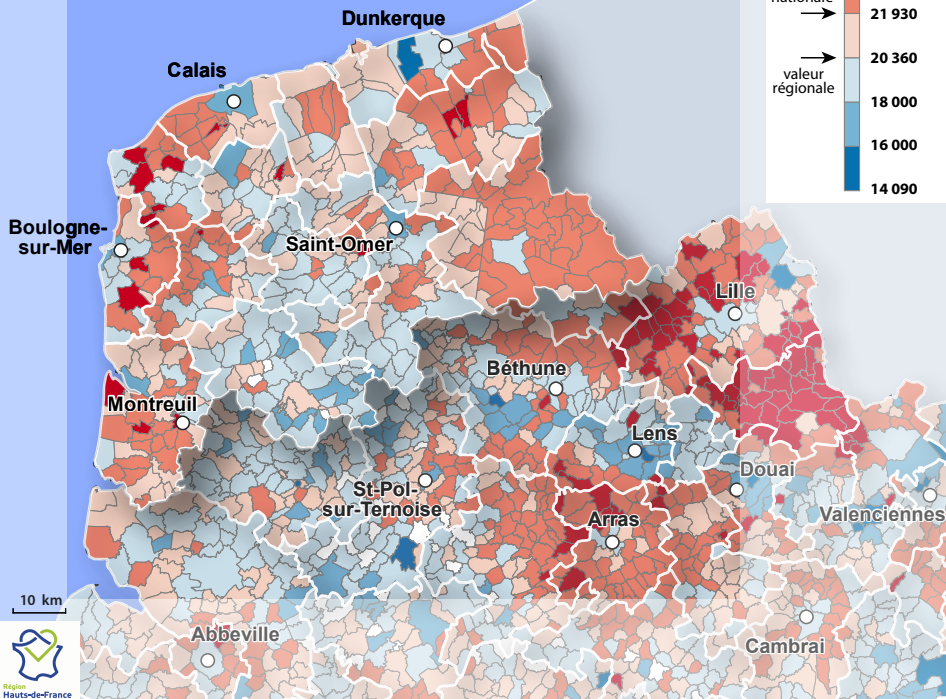 nationale
21 930
20 360
valeur
régionale
18 000
16 000
14 090
Dunkerque
Calais
Boulogne-
sur-Mer
Saint-Omer
Lille
Béthune
Montreuil
Lens
Douai
St-Pol-
sur-Ternoise
Valenciennes
Arras
10 km
Abbeville
Cambrai
Région
Hauts-de-France